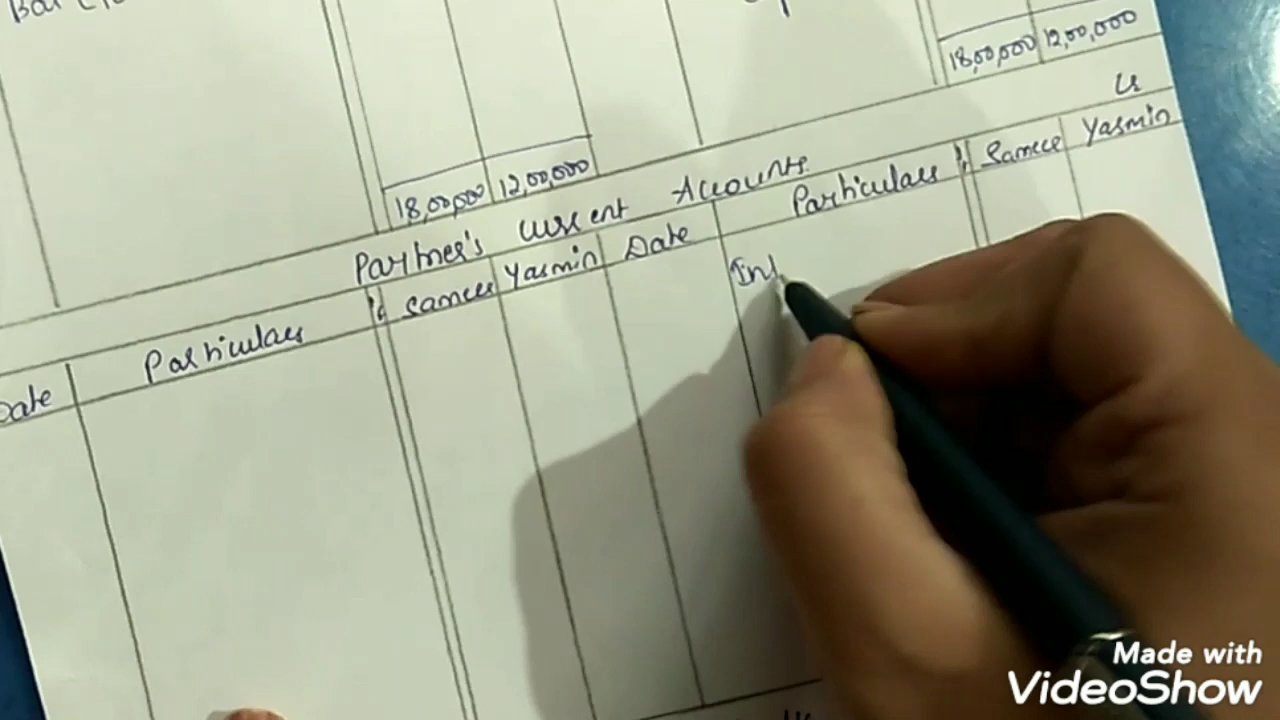 18,00,000 12,00,000
18,00,000 12,00,000
Cr
Partner's Current Accounts
Date Particulars Sameer Yasmin Date Particulars Sameer Yasmin
Made with
VideoShow